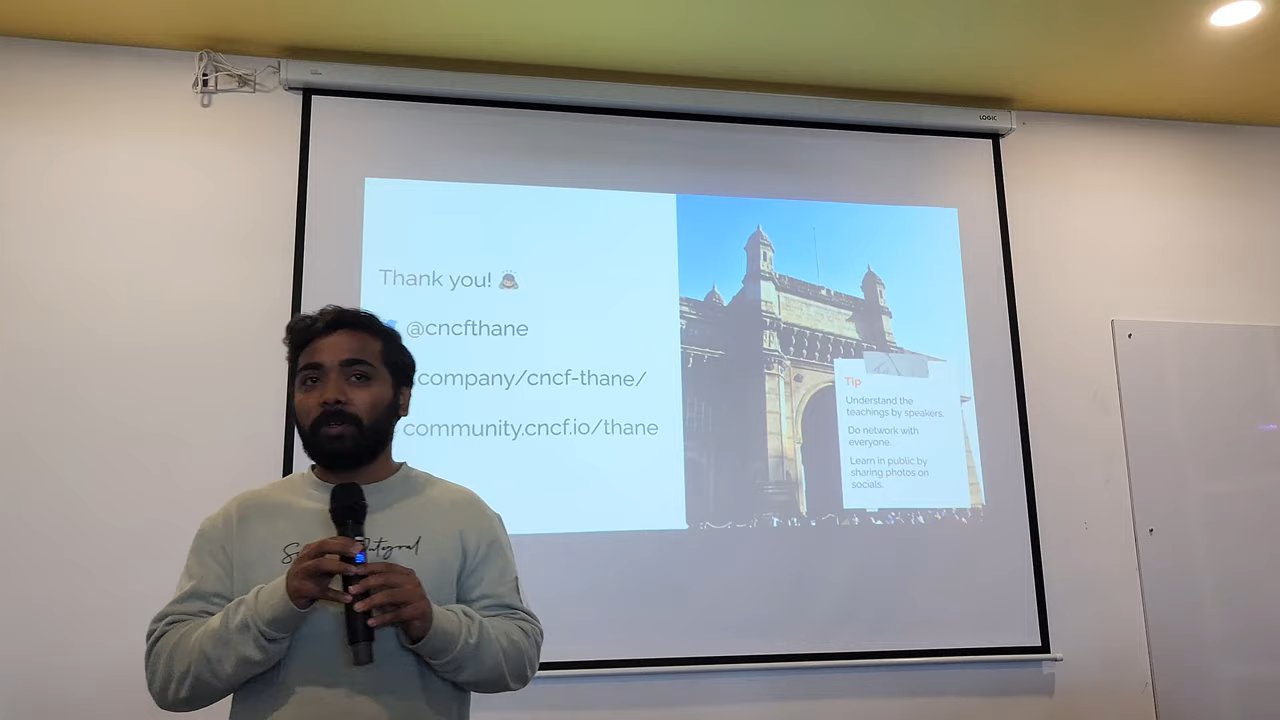 LOGIC
Thank you! 🙇
@cncfthane
company/cncf-thane/
community.cncf.io/thane
Tip
Understand the
teachings by speakers.
Do network with
everyone.
Learn in public by
sharing photos on
socials.
Integral